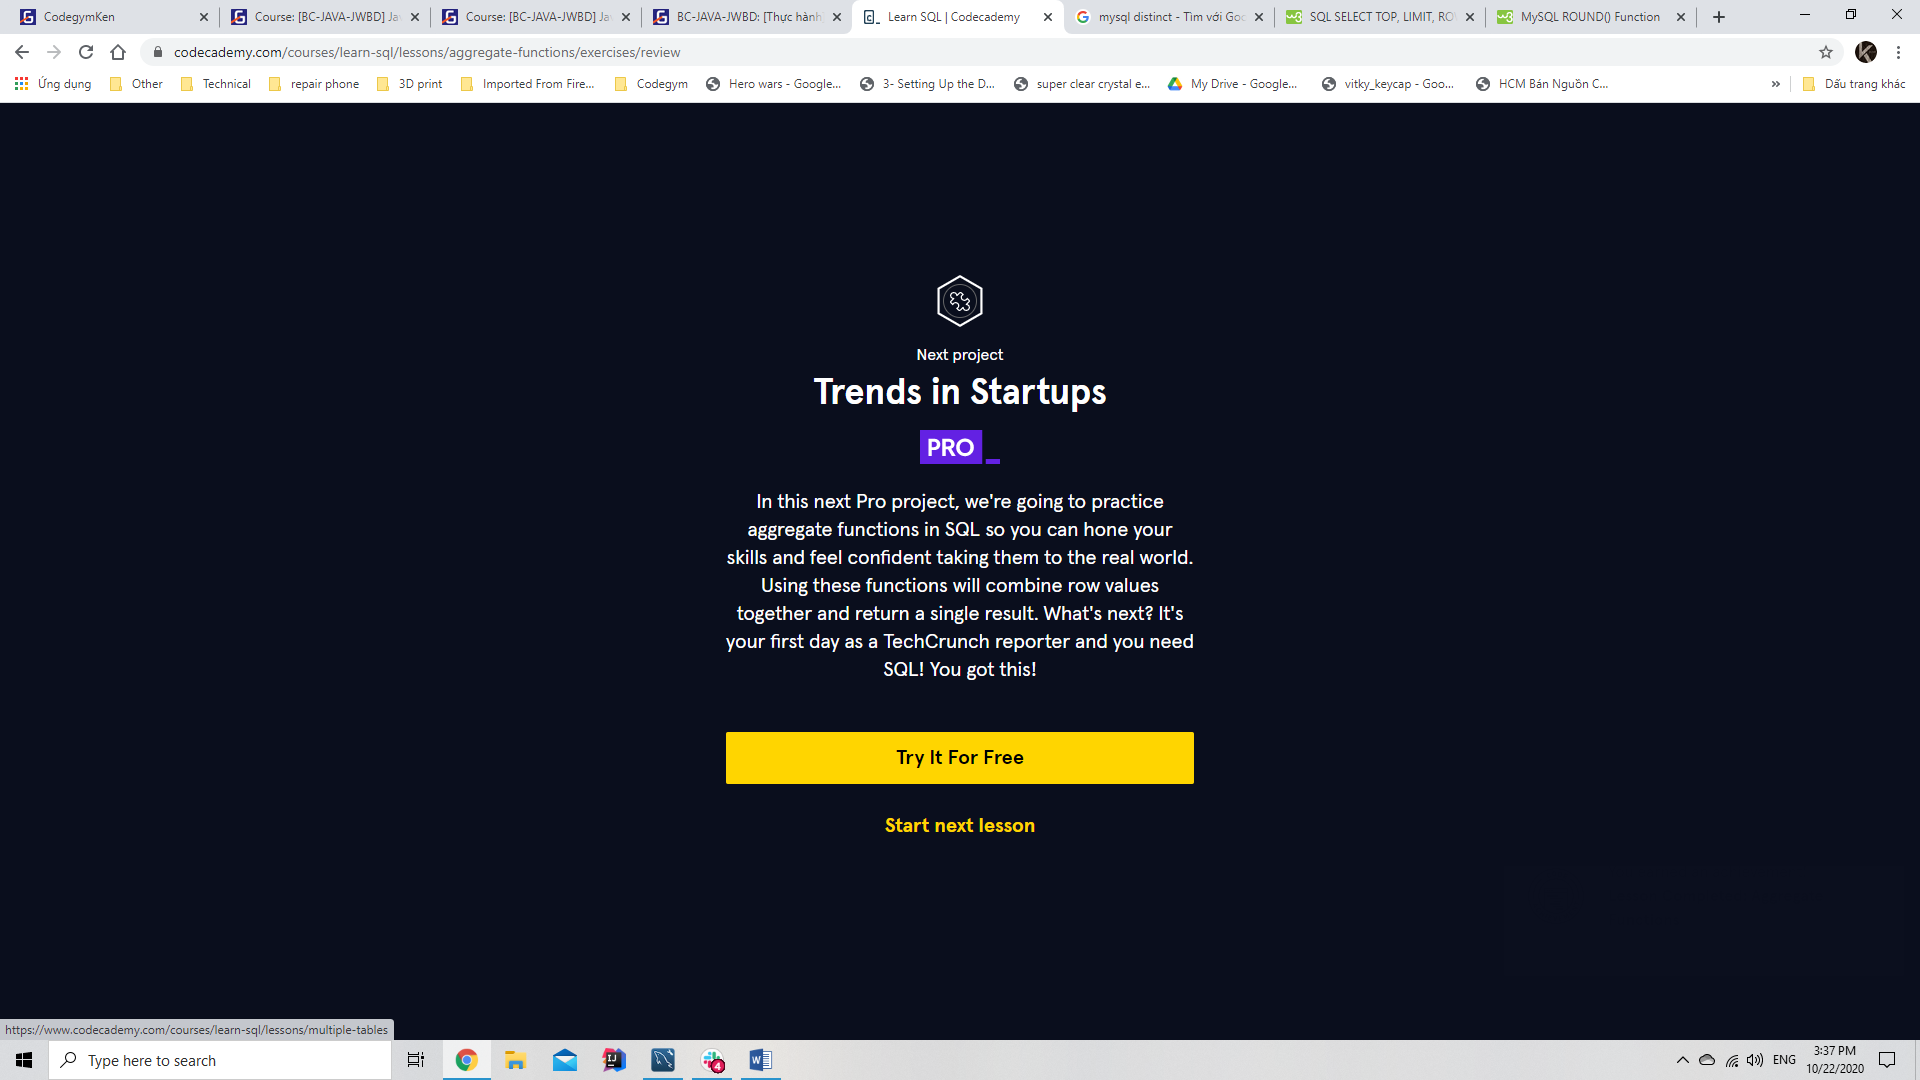 CodegymKen
Course: [BC-JAVA-JWBD] Ja
Course: [BC-JAVA-JWBD] Ja
BC-JAVA-JWBD: [Thực hành]
Learn SQL | Codecademy
mysql distinct - Tìm với Goo
SQL SELECT TOP, LIMIT, RO
MySQL ROUND() Function
codecademy.com/courses/learn-sql/lessons/aggregate-functions/exercises/review
Ứng dụng
Other
Technical
repair phone
3D print
Imported From Fire...
Codegym
Hero wars - Google...
3- Setting Up the D...
super clear crystal e...
My Drive - Google...
vitky_keycap - Goo...
HCM Bán Nguồn C...
»
Dấu trang khác
Next project
Trends in Startups
PRO
In this next Pro project, we're going to practice
aggregate functions in SQL so you can hone your
skills and feel confident taking them to the real world.
Using these functions will combine row values
together and return a single result. What's next? It's
your first day as a TechCrunch reporter and you need
SQL! You got this!
Try It For Free
Start next lesson
https://www.codecademy.com/courses/learn-sql/lessons/multiple-tables
Type here to search
4
ENG
3:37 PM
10/22/2020